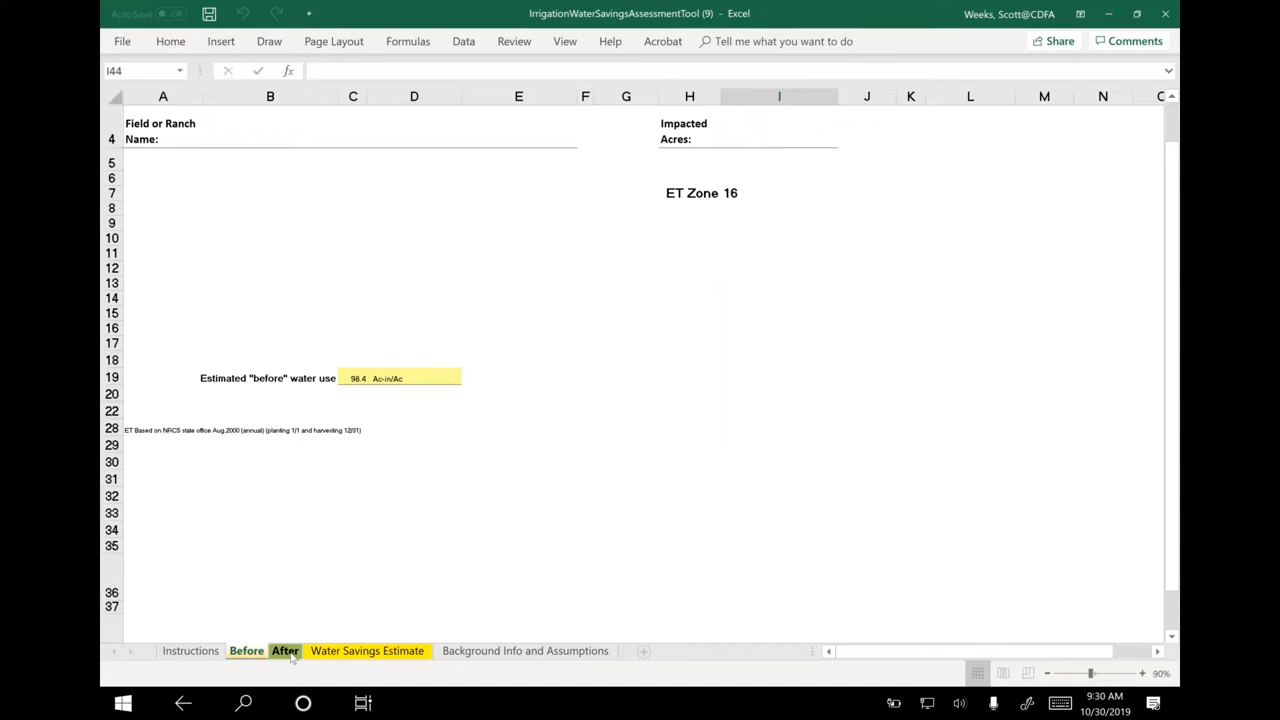 AutoSave Off
IrrigationWaterSavingsAssessmentTool (9) - Excel
Weeks, Scott@CDFA
File Home Insert Draw Page Layout Formulas Data Review View Help Acrobat Tell me what you want to do Share Comments
I44 fx
A B C D E F G H I J K L M N O
Field or Ranch Impacted
4 Name: Acres:
5
6
7 ET Zone 16
8
9
10
11
12
13
14
15
16
17
18
19 Estimated "before" water use 98.4 Ac-in/Ac
20
22
28 ET Based on NRCS state office Aug.2000 (annual) (planting 1/1 and harvesting 12/31)
29
30
31
32
33
34
35
36
37
Instructions Before After Water Savings Estimate Background Info and Assumptions
90%
9:30 AM
10/30/2019